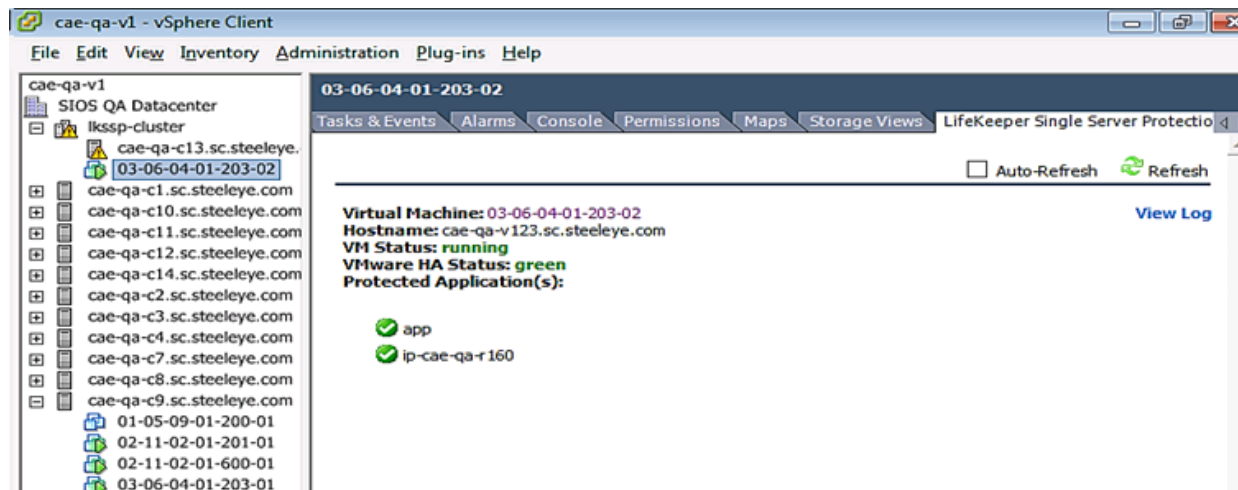 cae-qa-v1 - vSphere Client
File Edit View Inventory Administration Plug-ins Help
cae-qa-v1
SIOS QA Datacenter
lkssp-cluster
cae-qa-c13.sc.steeleye.
03-06-04-01-203-02
cae-qa-c1.sc.steeleye.com
cae-qa-c10.sc.steeleye.com
cae-qa-c11.sc.steeleye.com
cae-qa-c12.sc.steeleye.com
cae-qa-c14.sc.steeleye.com
cae-qa-c2.sc.steeleye.com
cae-qa-c3.sc.steeleye.com
cae-qa-c4.sc.steeleye.com
cae-qa-c7.sc.steeleye.com
cae-qa-c8.sc.steeleye.com
cae-qa-c9.sc.steeleye.com
01-05-09-01-200-01
02-11-02-01-201-01
02-11-02-01-600-01
03-06-04-01-203-01
03-06-04-01-203-02
Tasks & Events Alarms Console Permissions Maps Storage Views LifeKeeper Single Server Protectio
Auto-Refresh Refresh
Virtual Machine: 03-06-04-01-203-02 View Log
Hostname: cae-qa-v123.sc.steeleye.com
VM Status: running
VMware HA Status: green
Protected Application(s):
app
ip-cae-qa-r160